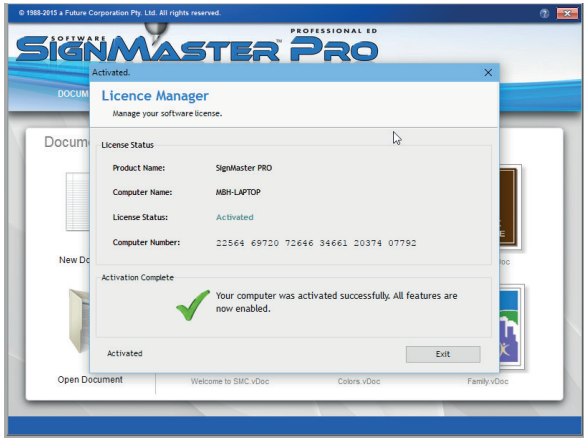 © 1988-2015 a Future Corporation Pty. Ltd. All rights reserved.
SOFTWARE
PROFESSIONAL ED
SIGNMASTER™ PRO
Activated.
DOCUM
Licence Manager
Manage your software license.
Docum
License Status
Product Name: SignMaster PRO
Computer Name: MBH-LAPTOP
License Status: Activated
Computer Number: 22564 69720 72646 34661 20374 07792
New Do
Doc
Activation Complete
Your computer was activated successfully. All features are
now enabled.
Activated
Exit
Open Document
Welcome to SMC.vDoc
Colors.vDoc
Family.vDoc